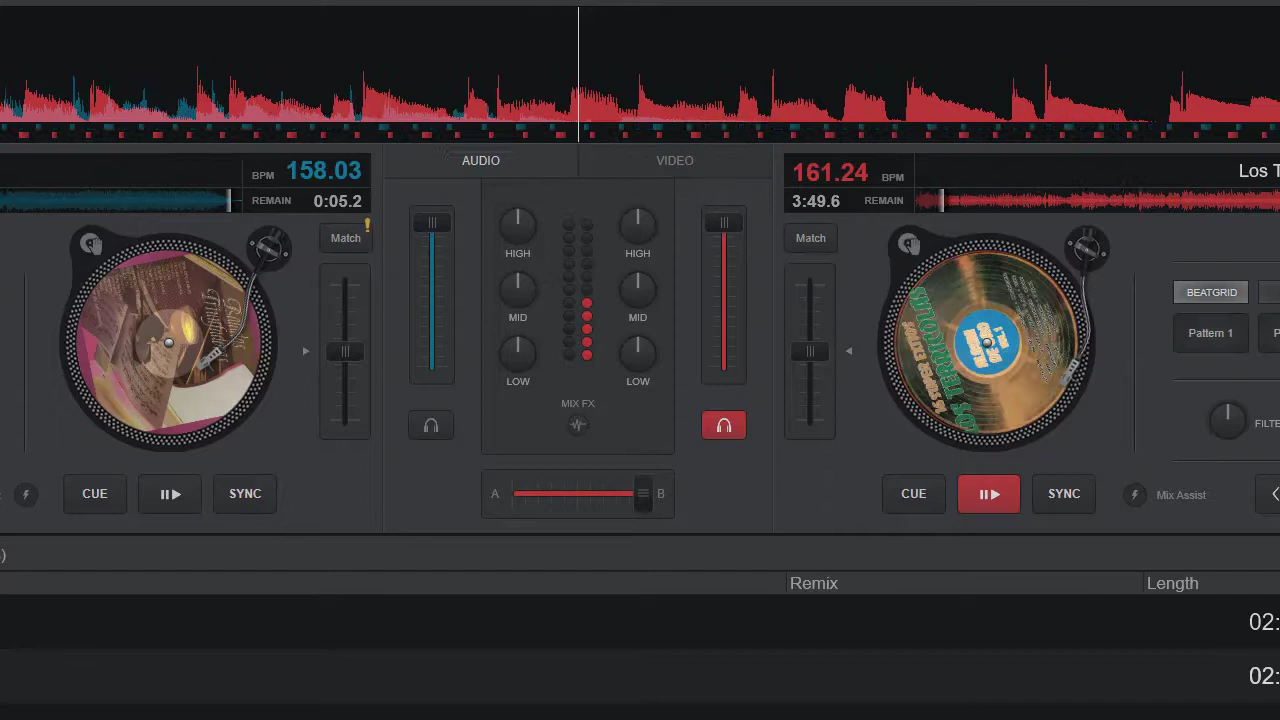 AUDIO
VIDEO
BPM 158.03
REMAIN 0:05.2
161.24 BPM
3:49.6 REMAIN
Los T
Match
Match
HIGH
HIGH
MID
MID
LOW
LOW
MIX FX
BEATGRID
Pattern 1
P
FILTE
LOS TERRICOLAS
CUE
SYNC
A
B
CUE
SYNC
Mix Assist
)
Remix
Length
02:
02: